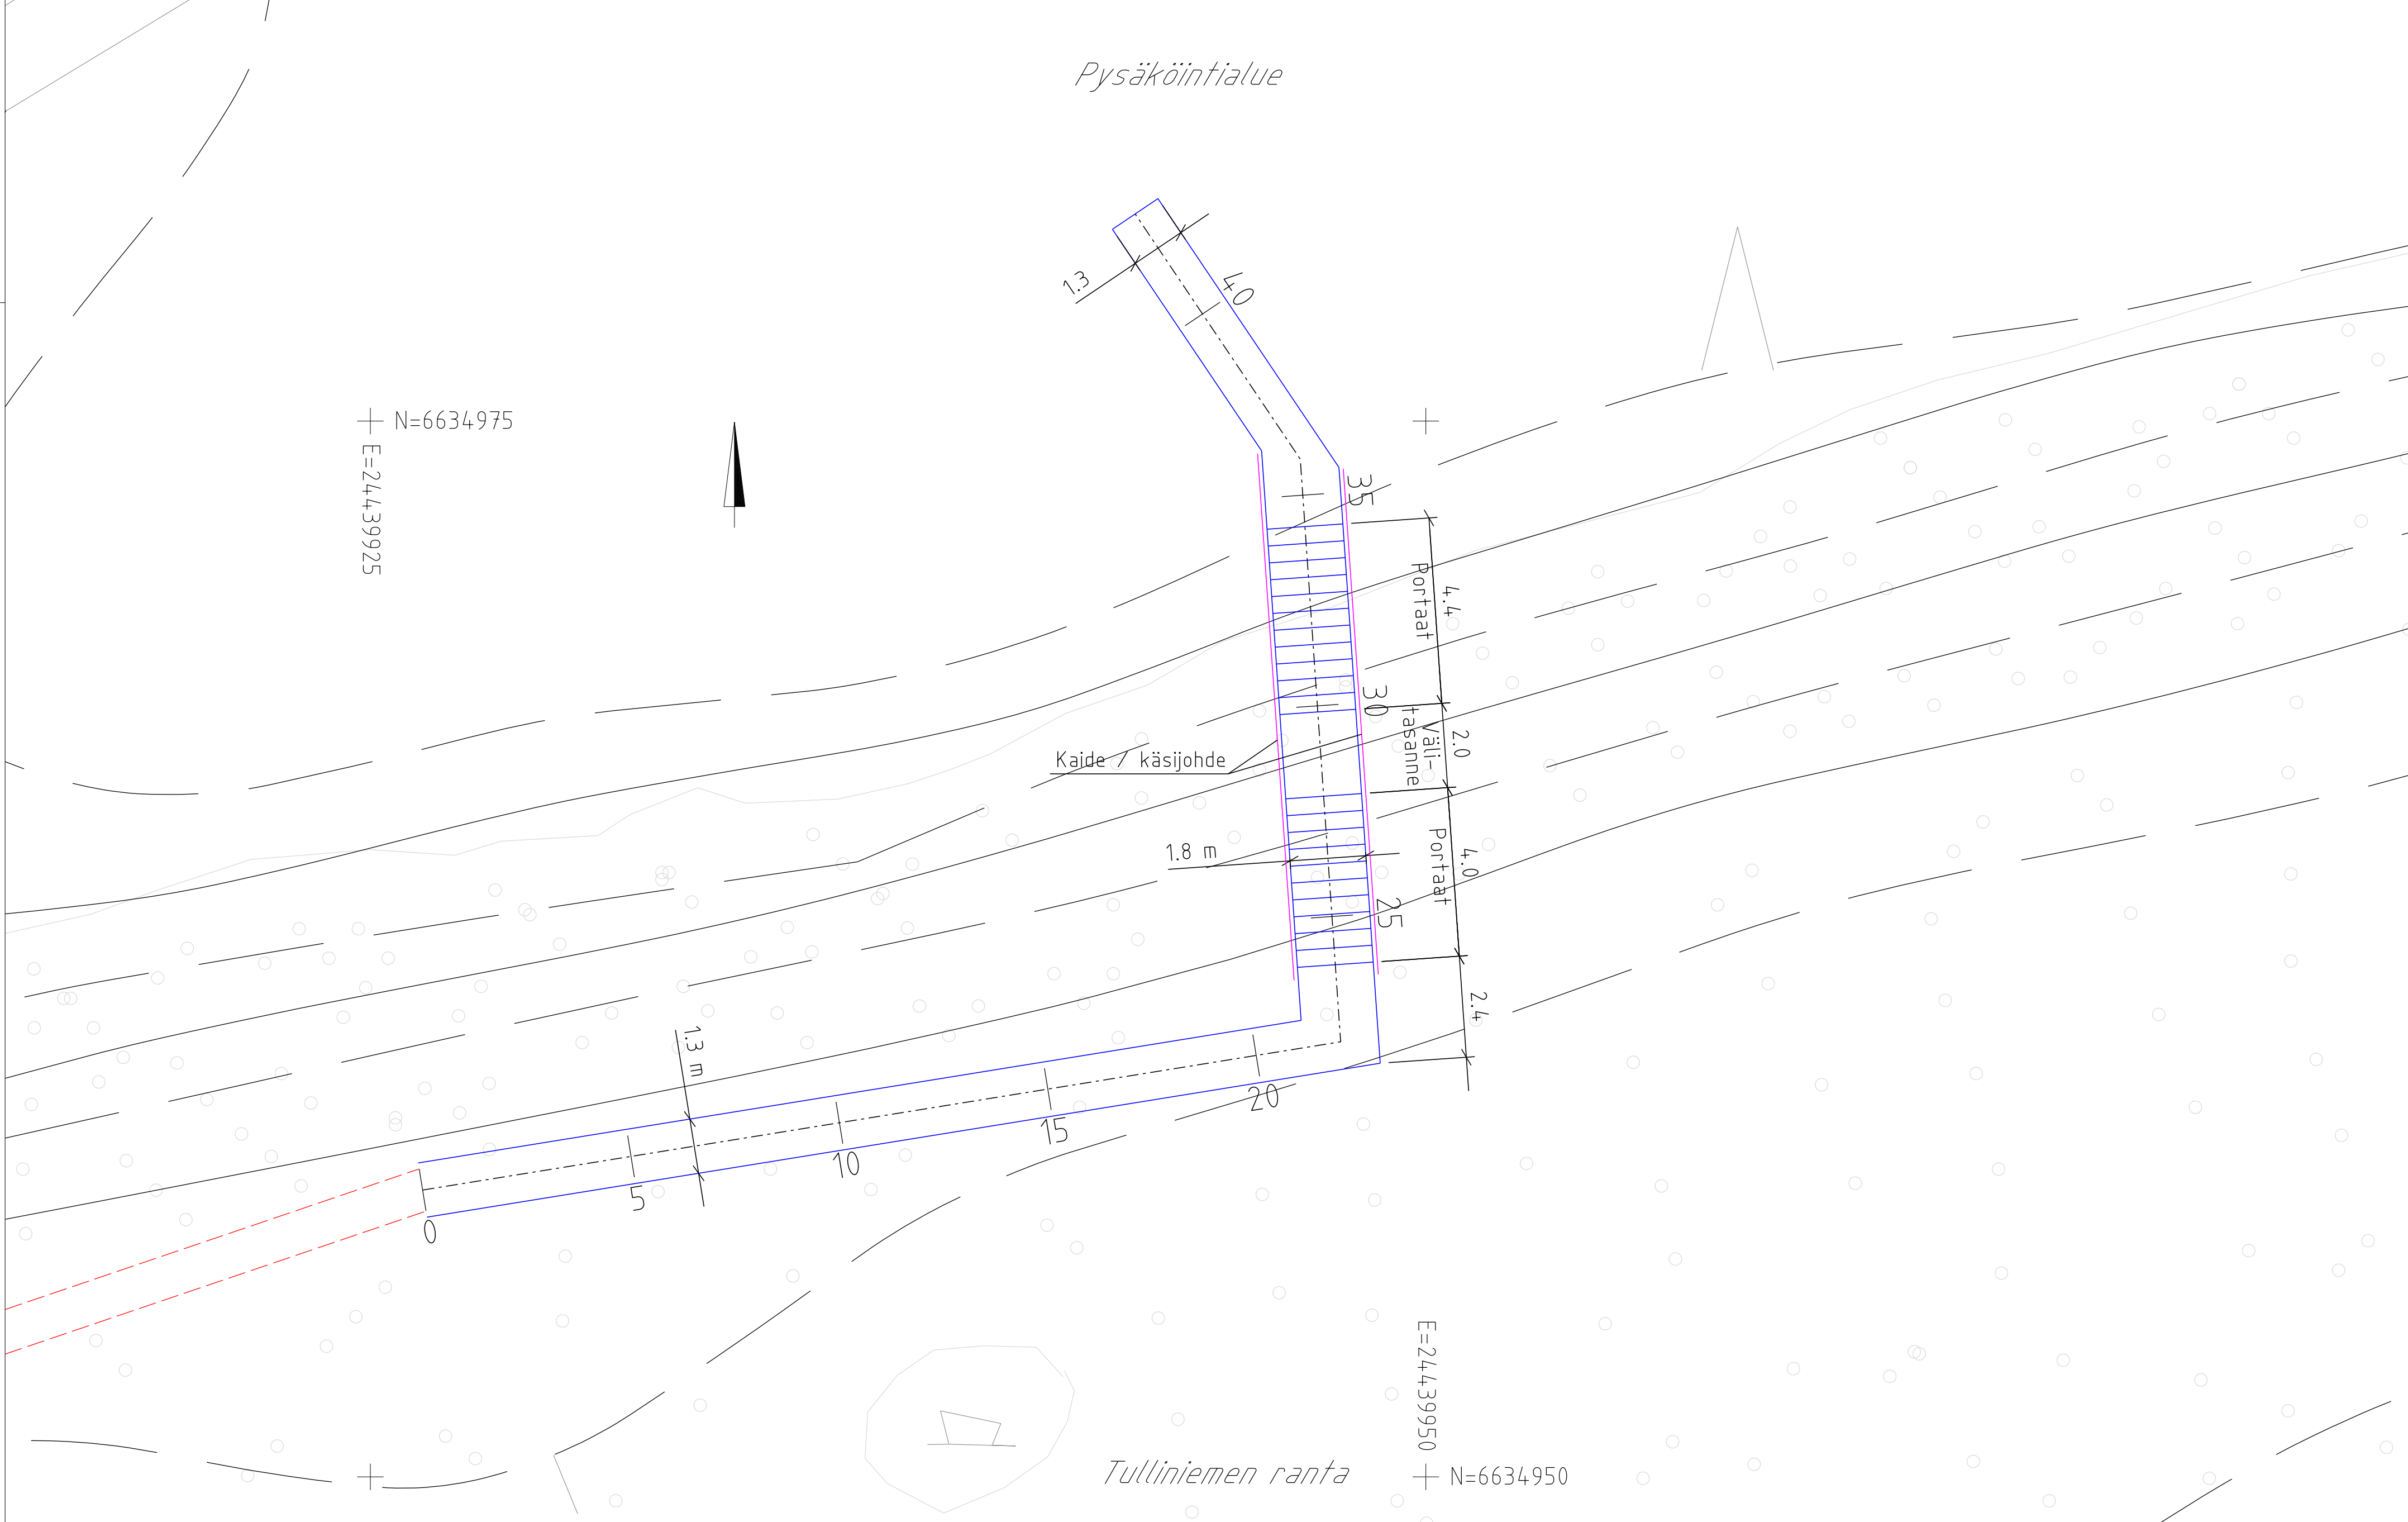 Pysäköintialue
1.3
40
N=6634975
E=24439925
35
4.4
Portaat
30
2.0
Väli-
tasanne
Kaide / käsijohde
1.8 m
4.0
Portaat
25
2.4
1.3 m
20
15
10
5
0
E=24439950
Tulliniemen ranta
N=6634950